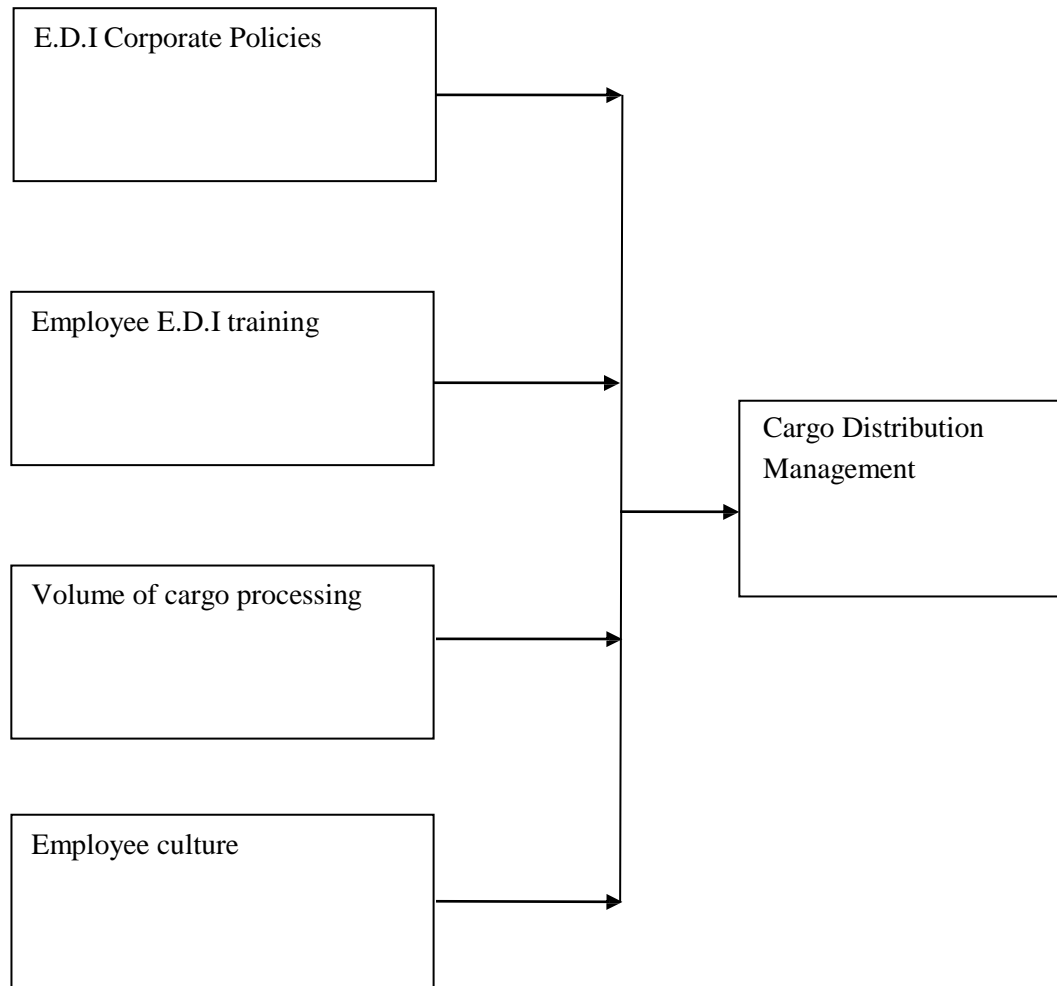 E.D.I Corporate Policies
Employee E.D.I training
Cargo Distribution
Management
Volume of cargo processing
Employee culture